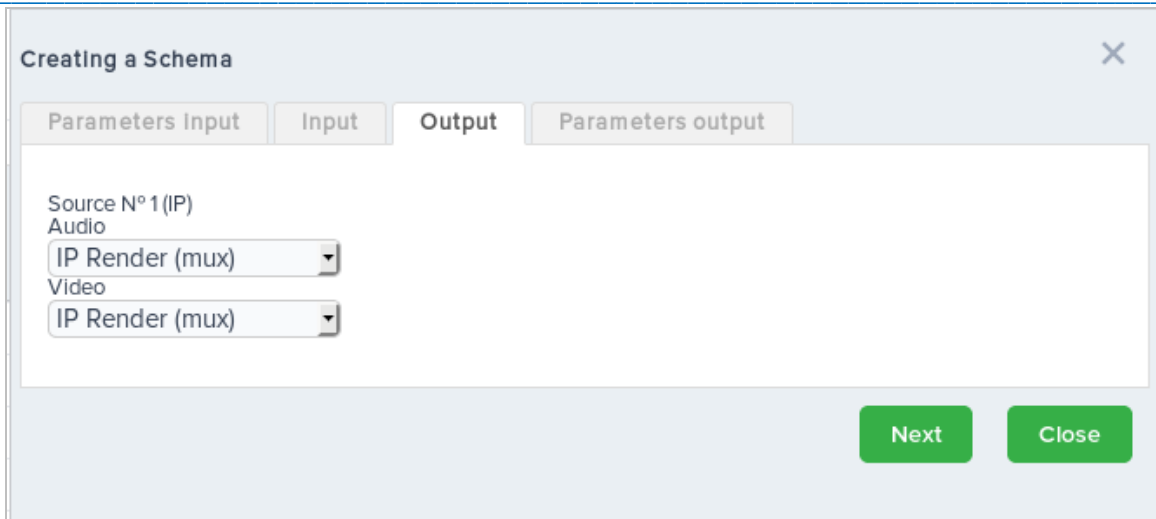 Creating a Schema
Parameters Input Input Output Parameters output
Source Nº 1 (IP)
Audio
IP Render (mux)
Video
IP Render (mux)
Next Close